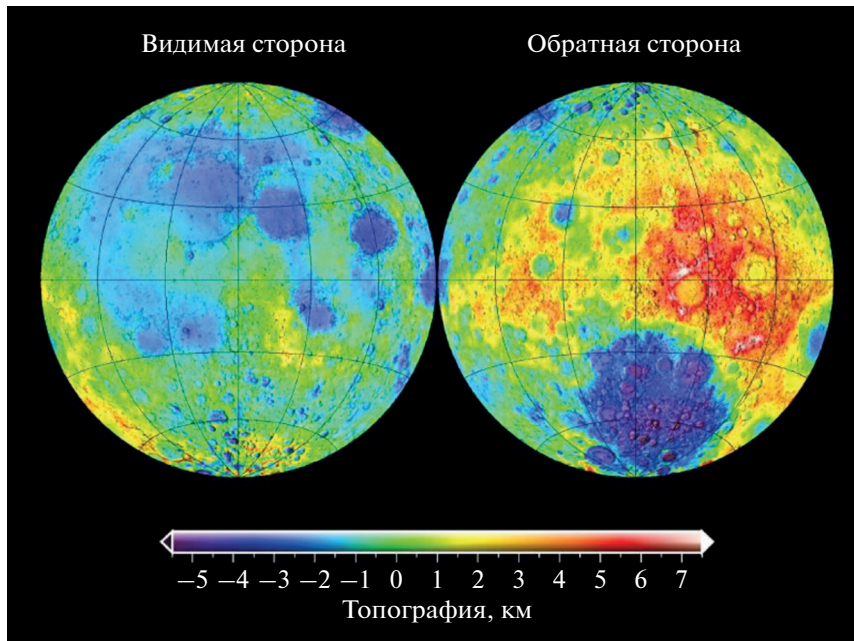 Видимая сторона
Обратная сторона
−5 −4 −3 −2 −1 0 1 2 3 4 5 6 7
Топография, км